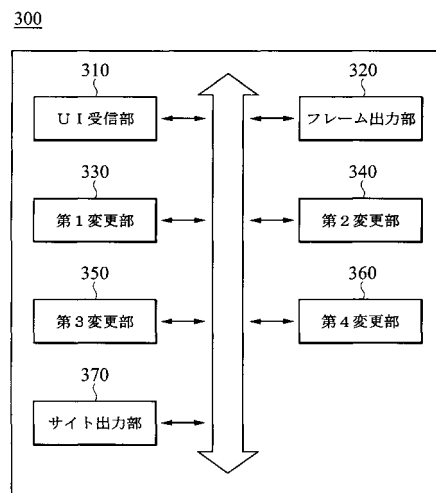 300
310
320
UI受信部
フレーム出力部
330
340
第1変更部
第2変更部
350
360
第3変更部
第4変更部
370
サイト出力部